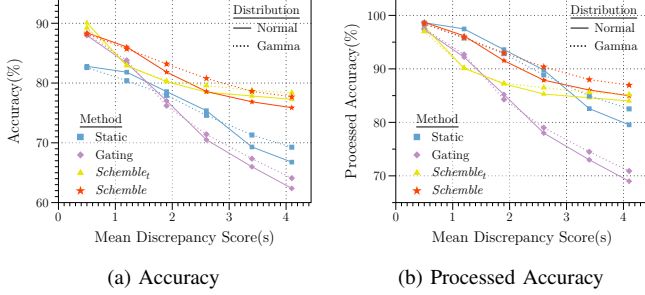 Distribution
Normal
Gamma
Method
Static
Gating
Schemble_t
Schemble
90
80
70
60
0
1
2
3
4
Accuracy(%)
Mean Discrepancy Score(s)
(a) Accuracy
Distribution
Normal
Gamma
Method
Static
Gating
Schemble_t
Schemble
100
90
80
70
0
1
2
3
4
Processed Accuracy(%)
Mean Discrepancy Score(s)
(b) Processed Accuracy